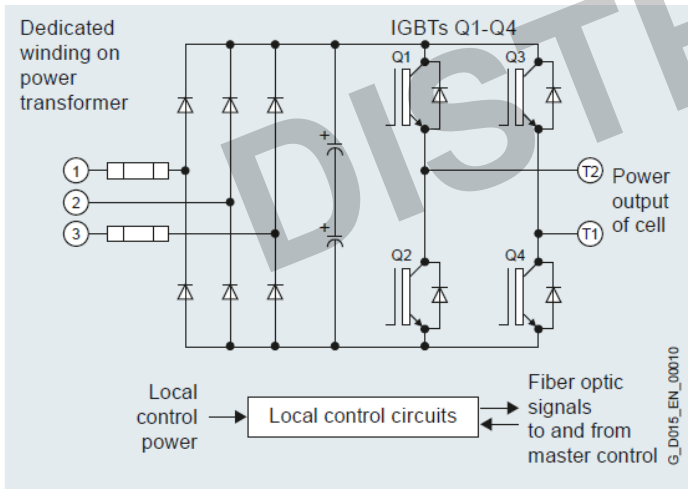 Dedicated
winding on
power
transformer
IGBTs Q1-Q4
Q1
Q3
+
1
2
3
T2
Power
output
of cell
T1
+
Q2
Q4
Local
control
power
Local control circuits
Fiber optic
signals
to and from
master control
G_D015_EN_00010
DISTR